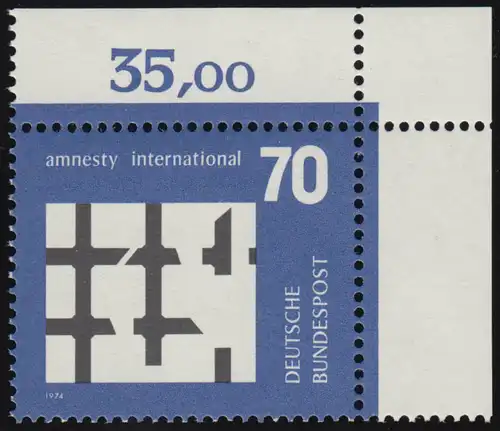 35,00
amnesty international 70
DEUTSCHE
BUNDESPOST
1974